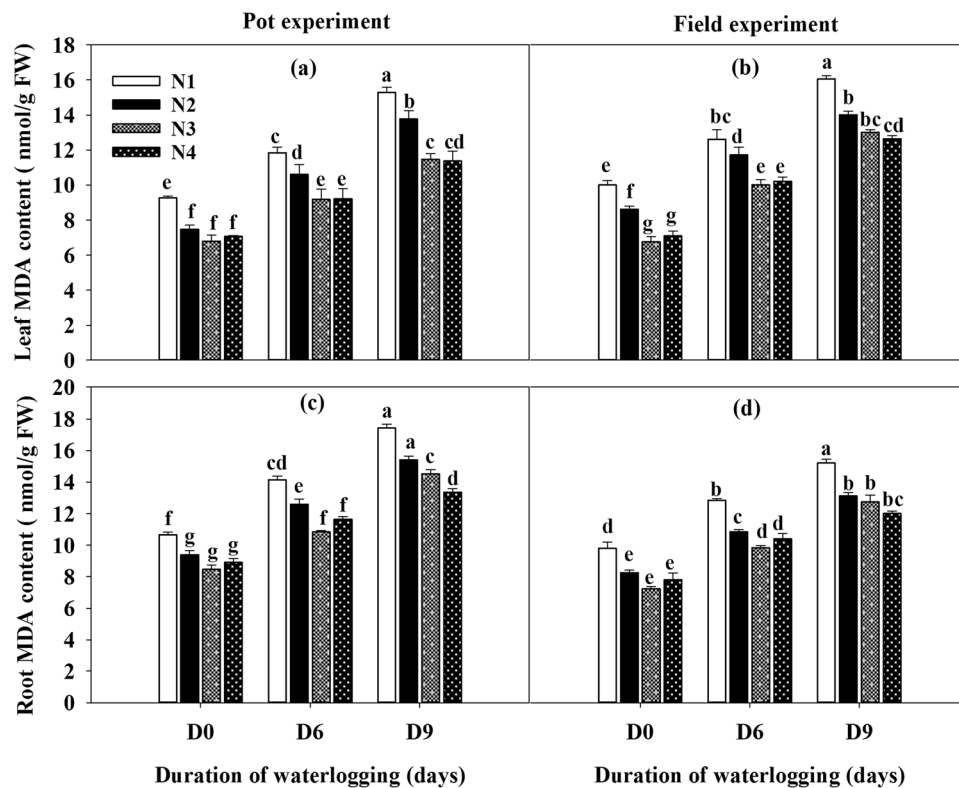 Pot experiment
Field experiment
Leaf MDA content ( nmol/g FW)
18
16
14
12
10
8
6
4
2
0
N1
N2
N3
N4
(a)
e f f f
c d e e
a b c cd
(b)
e f g g
bc d e e
a b bc cd
Root MDA content ( nmol/g FW)
20
18
16
14
12
10
8
6
4
2
0
(c)
f g g g
cd e f f
a a c d
(d)
d e e e
b c d d
a b b bc
D0 D6 D9
D0 D6 D9
Duration of waterlogging (days)
Duration of waterlogging (days)